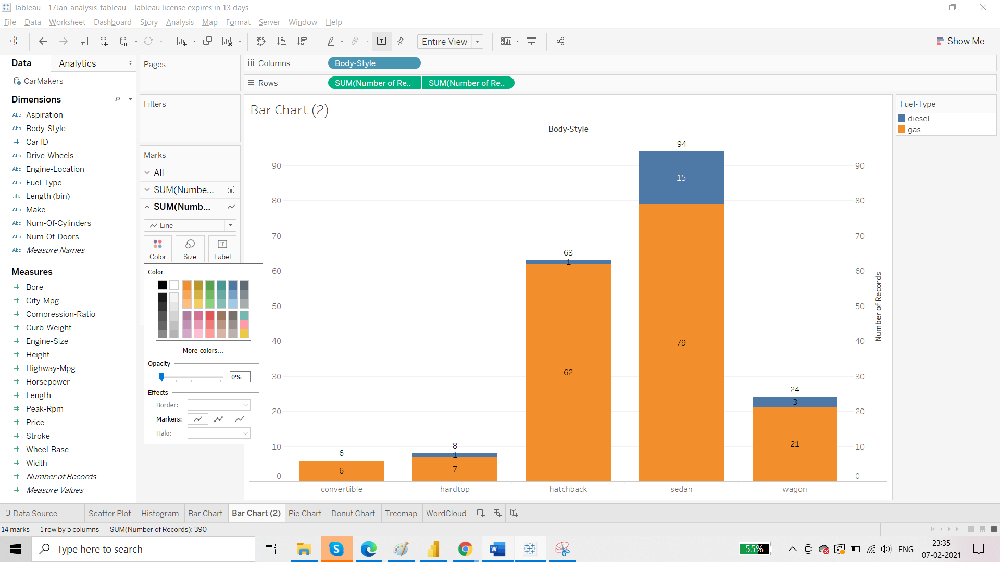 Tableau - 17Jan-analysis-tableau - Tableau license expires in 13 days
File Data Worksheet Dashboard Story Analysis Map Format Server Window Help
Entire View
Show Me
Data Analytics
CarMakers
Dimensions
Abc Aspiration
Abc Body-Style
# Car ID
Abc Drive-Wheels
Abc Engine-Location
Abc Fuel-Type
Length (bin)
Abc Make
Abc Num-Of-Cylinders
Abc Num-Of-Doors
Abc Measure Names
Measures
# Bore
# City-Mpg
# Compression-Ratio
# Curb-Weight
# Engine-Size
# Height
# Highway-Mpg
# Horsepower
# Length
# Peak-Rpm
# Price
# Stroke
# Wheel-Base
# Width
=# Number of Records
# Measure Values
Pages
Filters
Marks
All
SUM(Numbe...
SUM(Numb...
Line
Color Size Label
Color
More colors...
Opacity
0%
Effects
Border:
Markers:
Halo:
Columns
Body-Style
Rows
SUM(Number of Re.. SUM(Number of Re..
Bar Chart (2)
Body-Style
90
80
70
60
50
40
30
20
10
0
6
6
8
1
7
63
1
62
94
15
79
24
3
21
90
80
70
60
50
40
30
20
10
0
Number of Records
convertible hardtop hatchback sedan wagon
Fuel-Type
diesel
gas
Data Source Scatter Plot Histogram Bar Chart Bar Chart (2) Pie Chart Donut Chart Treemap WordCloud
14 marks 1 row by 5 columns SUM(Number of Records): 390
Type here to search
55%
ENG
23:35
07-02-2021